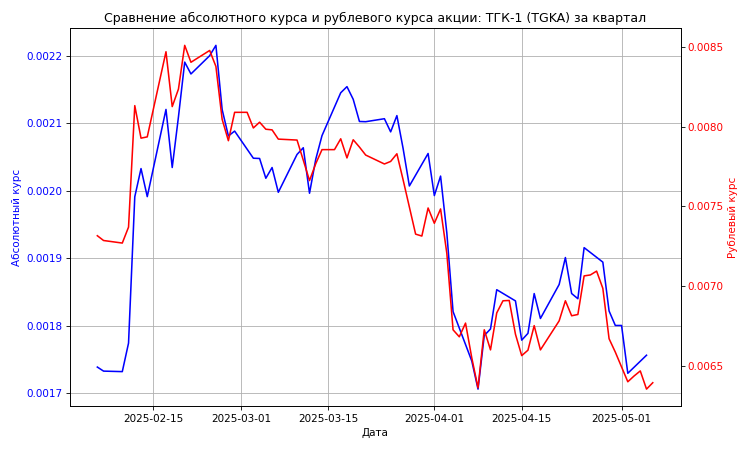 Сравнение абсолютного курса и рублевого курса акции: ТГК-1 (TGKA) за квартал
0.0022
0.0021
0.0020
0.0019
0.0018
0.0017
Абсолютный курс
0.0085
0.0080
0.0075
0.0070
0.0065
Рублевый курс
2025-02-15 2025-03-01 2025-03-15 2025-04-01 2025-04-15 2025-05-01
Дата